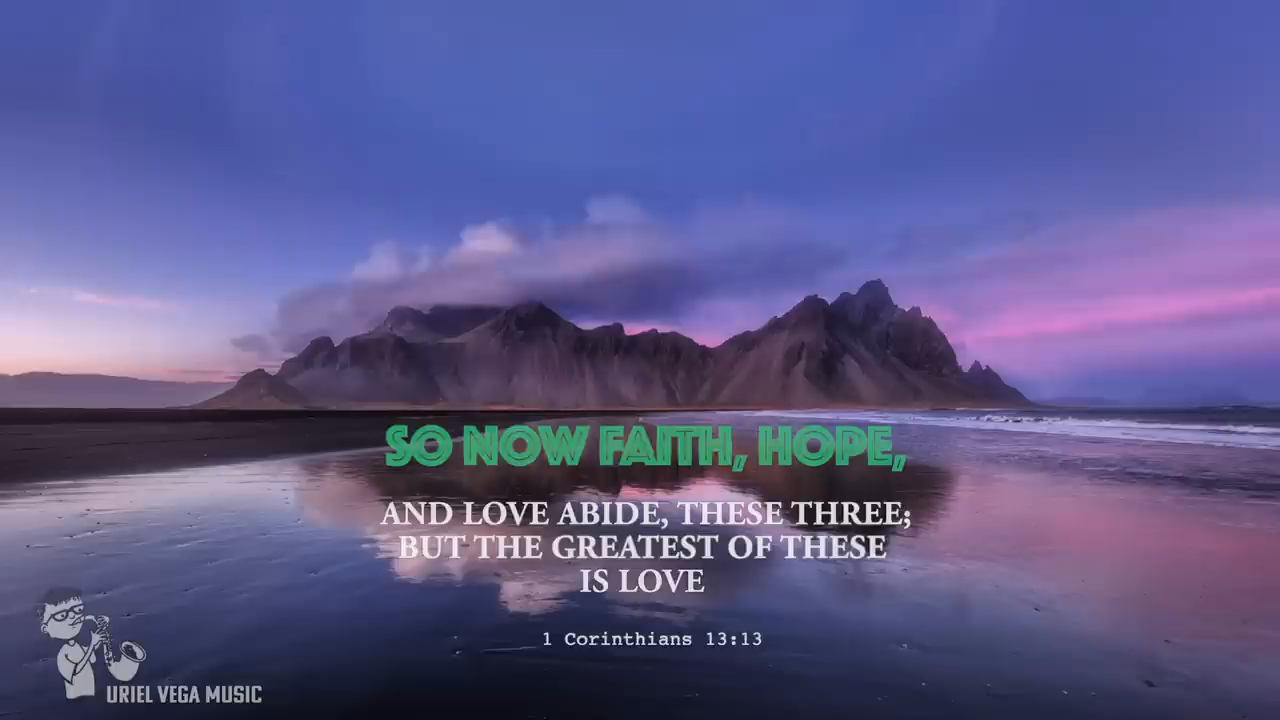 SO NOW FAITH, HOPE,
AND LOVE ABIDE, THESE THREE;
BUT THE GREATEST OF THESE
IS LOVE
1 Corinthians 13:13
URIEL VEGA MUSIC